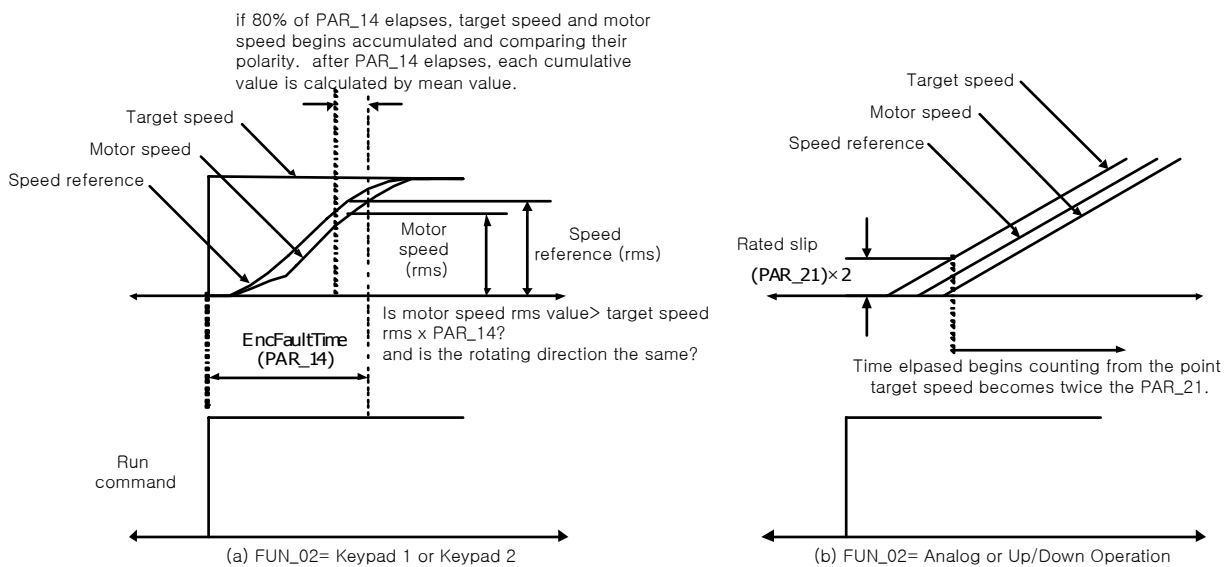 if 80% of PAR_14 elapses, target speed and motor
speed begins accumulated and comparing their
polarity. after PAR_14 elapses, each cumulative
value is calculated by mean value.
Target speed
Motor speed
Speed reference
Motor
speed
(rms)
Speed
reference (rms)
EncFaultTime
(PAR_14)
Is motor speed rms value> target speed
rms x PAR_14?
and is the rotating direction the same?
Run
command
(a) FUN_02= Keypad 1 or Keypad 2
Target speed
Motor speed
Speed reference
Rated slip
(PAR_21)×2
Time elpased begins counting from the point
target speed becomes twice the PAR_21.
(b) FUN_02= Analog or Up/Down Operation